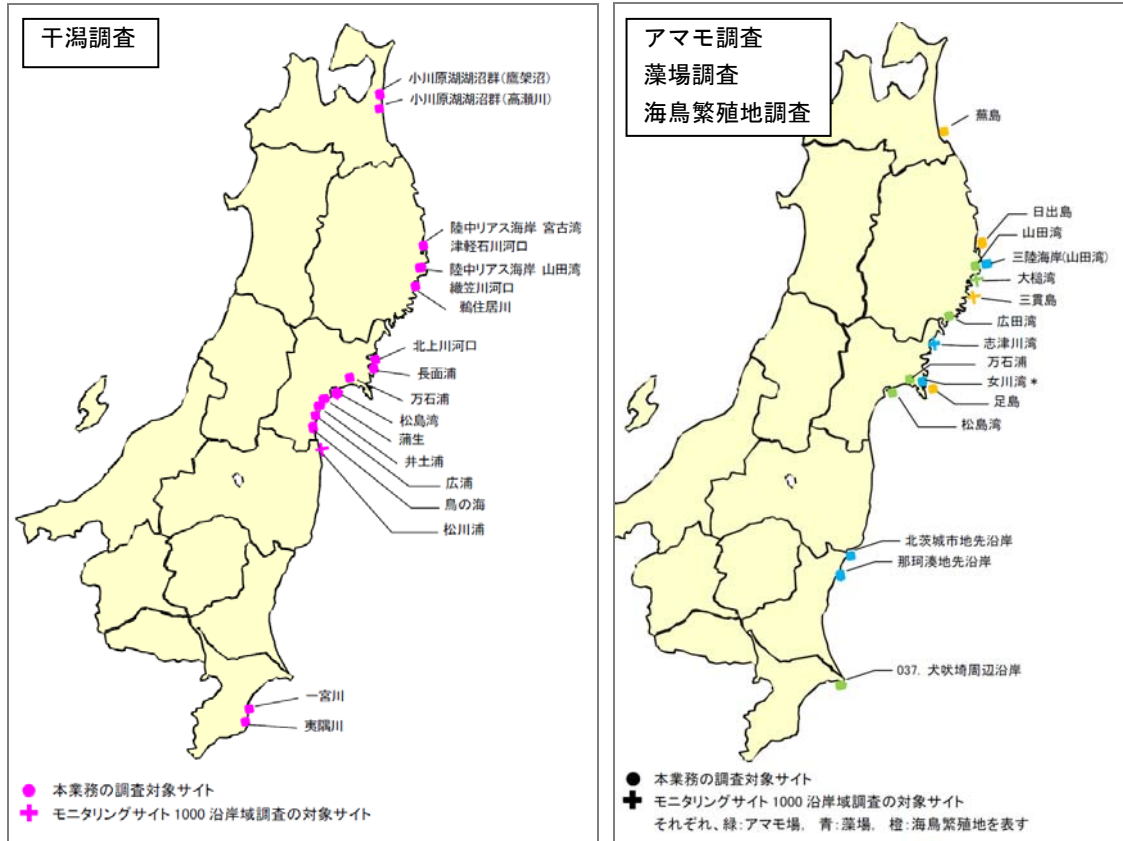 干潟調査
小川原湖湖沼群(鷹架沼)
小川原湖湖沼群(高瀬川)
陸中リアス海岸 宮古湾
津軽石川河口
陸中リアス海岸 山田湾
織笠川河口
鵜住居川
北上川河口
長面浦
万石浦
松島湾
蒲生
井土浦
広浦
鳥の海
松川浦
一宮川
夷隅川
本業務の調査対象サイト
モニタリングサイト1000 沿岸域調査の対象サイト
アマモ調査
藻場調査
海鳥繁殖地調査
蕪島
日出島
山田湾
三陸海岸(山田湾)
大槌湾
三貫島
広田湾
志津川湾
万石浦
女川湾*
足島
松島湾
北茨城市地先沿岸
那珂湊地先沿岸
037. 犬吠埼周辺沿岸
本業務の調査対象サイト
モニタリングサイト1000 沿岸域調査の対象サイト
それぞれ、緑:アマモ場, 青:藻場, 橙:海鳥繁殖地を表す